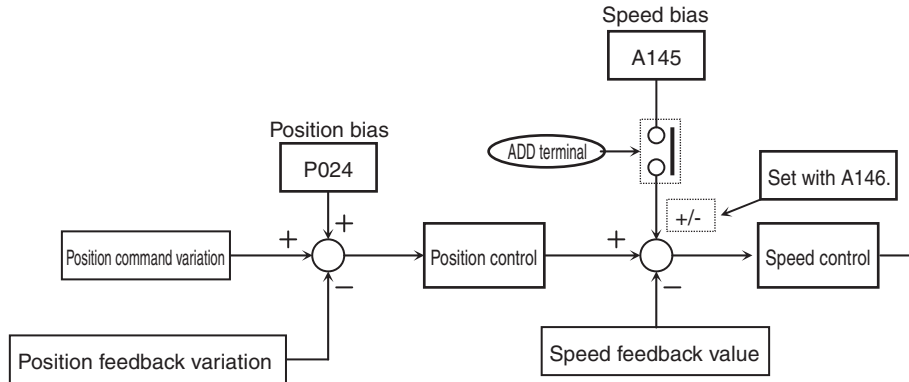 Speed bias
A145
Position bias
ADD terminal
P024
Set with A146.
+/-
+
+
+
Position command variation
Position control
Speed control
−
−
Position feedback variation
Speed feedback value